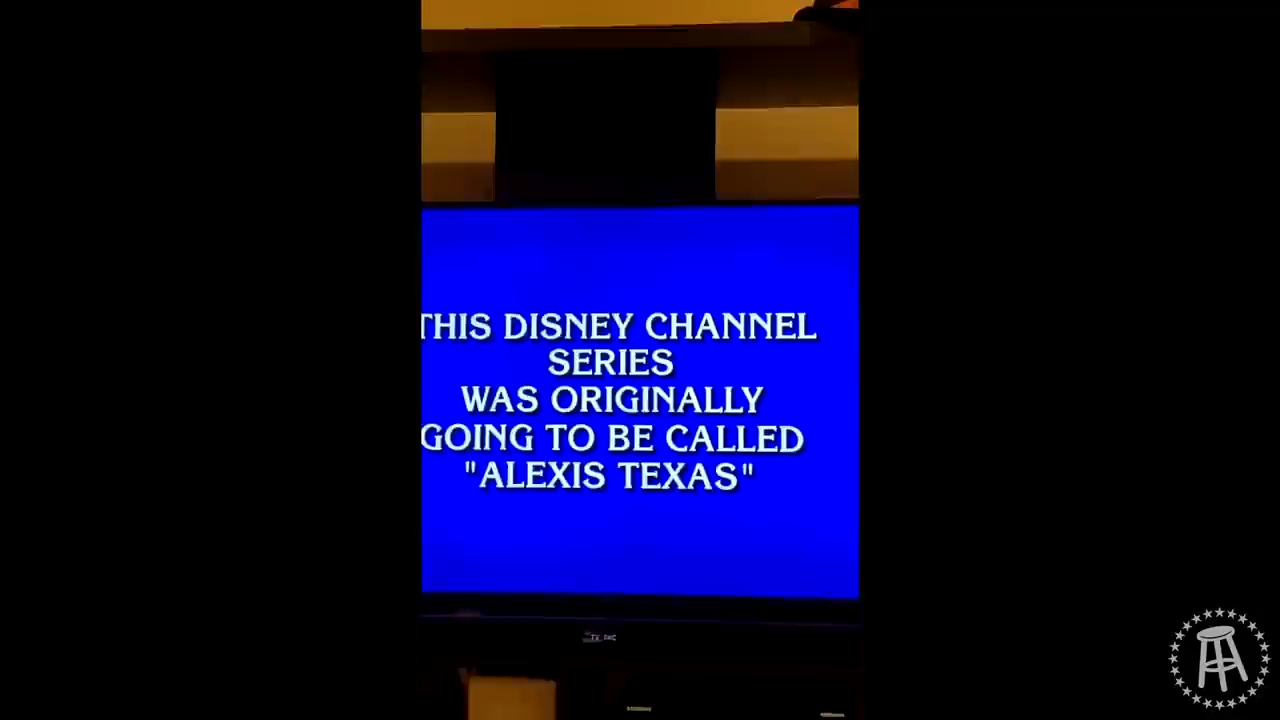 THIS DISNEY CHANNEL
SERIES
WAS ORIGINALLY
GOING TO BE CALLED
"ALEXIS TEXAS"